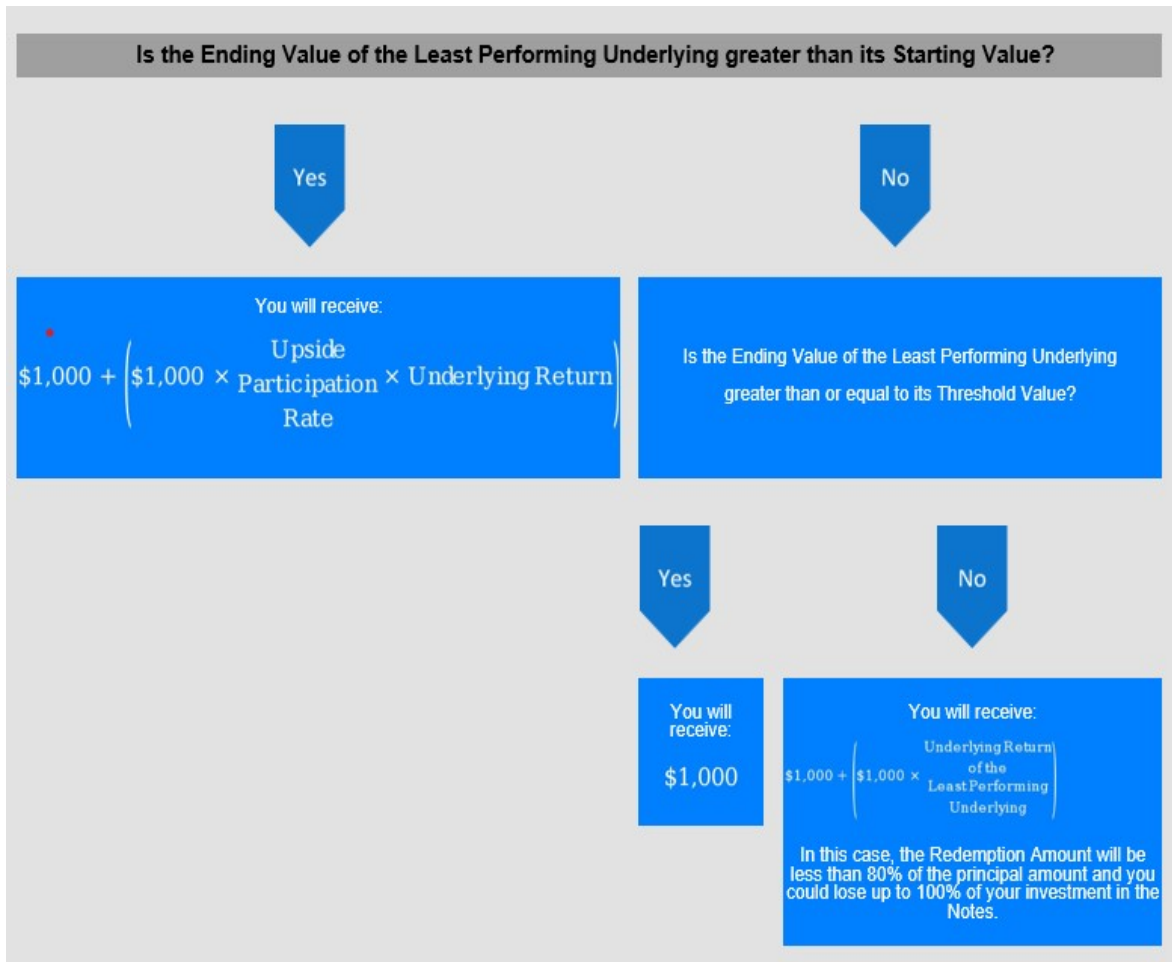 Is the Ending Value of the Least Performing Underlying greater than its Starting Value?
Yes
No
You will receive:
$1,000 + ($1,000 × Upside Participation Rate × Underlying Return)
Is the Ending Value of the Least Performing Underlying
greater than or equal to its Threshold Value?
Yes
No
You will
receive:
$1,000
You will receive:
$1,000 + ($1,000 × Underlying Return of the Least Performing Underlying)
In this case, the Redemption Amount will be
less than 80% of the principal amount and you
could lose up to 100% of your investment in the
Notes.